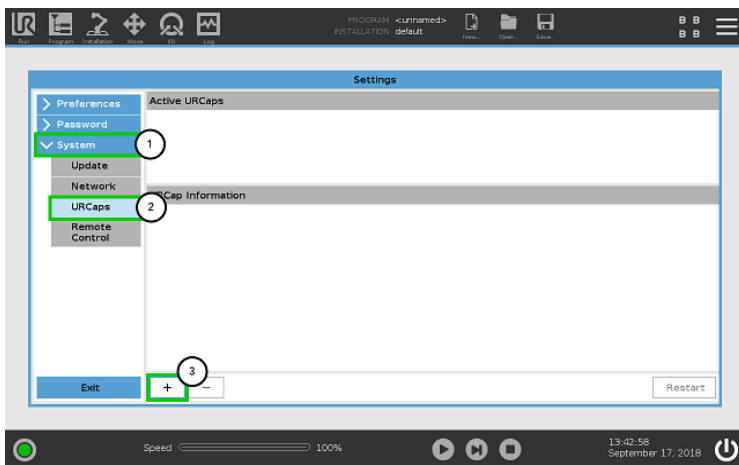 UR
PROGRAM <unnamed>
INSTALLATION default
B B
B B
Run Program Installation Move I/O Log New... Open... Save...
Settings
Preferences
Password
System
1
Update
Network
URCaps
2
Remote
Control
Active URCaps
URCap Information
3
Exit
+
−
Restart
Speed
100%
13:42:58
September 17, 2018